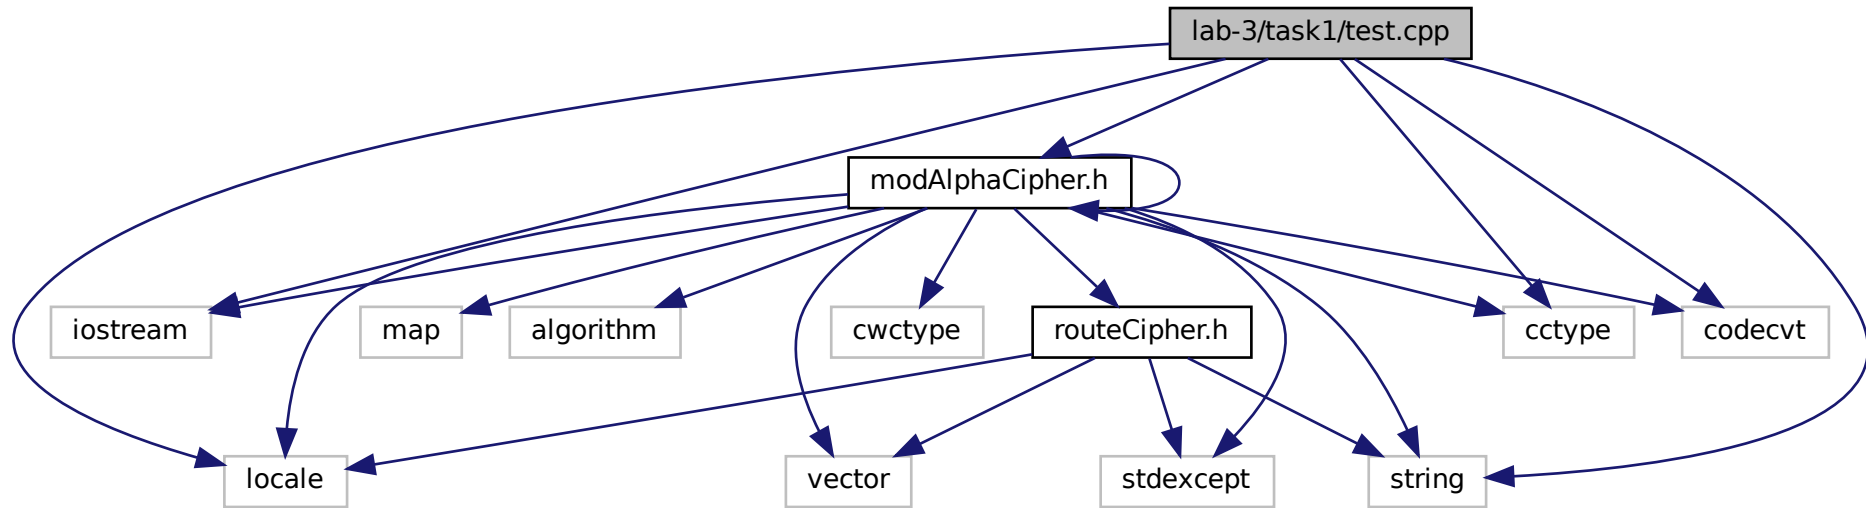 lab-3/task1/test.cpp
modAlphaCipher.h
iostream
map
algorithm
cwctype
routeCipher.h
cctype
codecvt
locale
vector
stdexcept
string